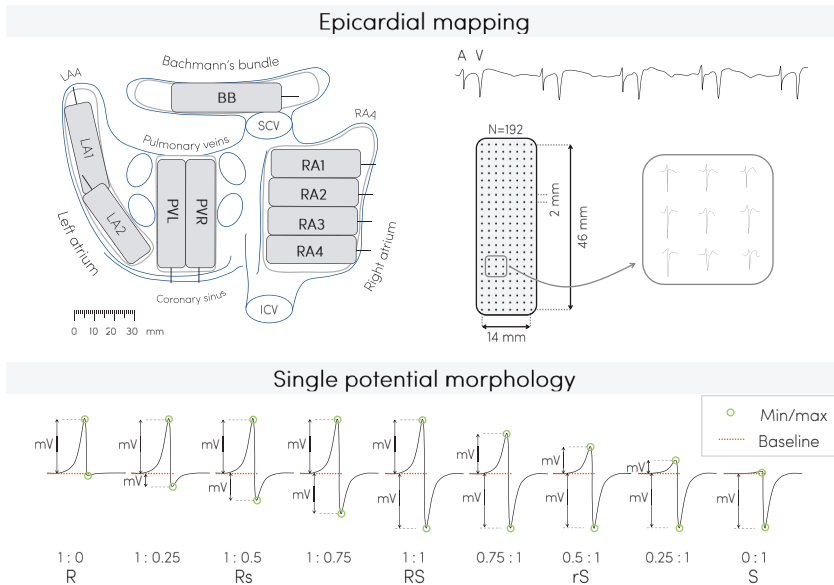 Epicardial mapping
LAA
Bachmann's bundle
BB
SCV
RAA
Pulmonary veins
LA1
LA2
PVL
PVR
RA1
RA2
RA3
RA4
Left atrium
Right atrium
Coronary sinus
ICV
0 10 20 30 mm
A V
N=192
2 mm
46 mm
14 mm
Single potential morphology
Min/max
Baseline
mV mV mV mV mV mV mV mV
mV mV mV mV mV mV mV mV
1 : 0 1 : 0.25 1 : 0.5 1 : 0.75 1 : 1 0.75 : 1 0.5 : 1 0.25 : 1 0 : 1
R Rs RS rS S